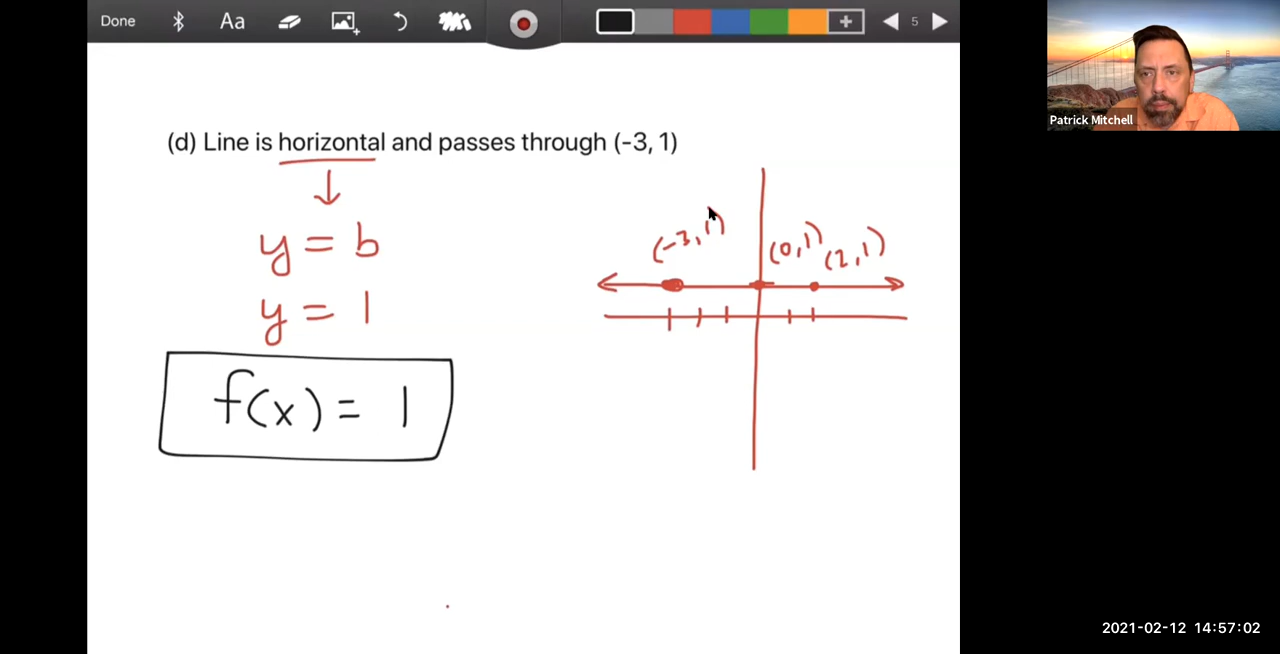 Done Aa 5
Patrick Mitchell
(d) Line is horizontal and passes through (−3, 1)
y = b
y = 1
f(x) = 1
(-3, 1)
(0, 1)
(2, 1)
2021-02-12 14:57:02